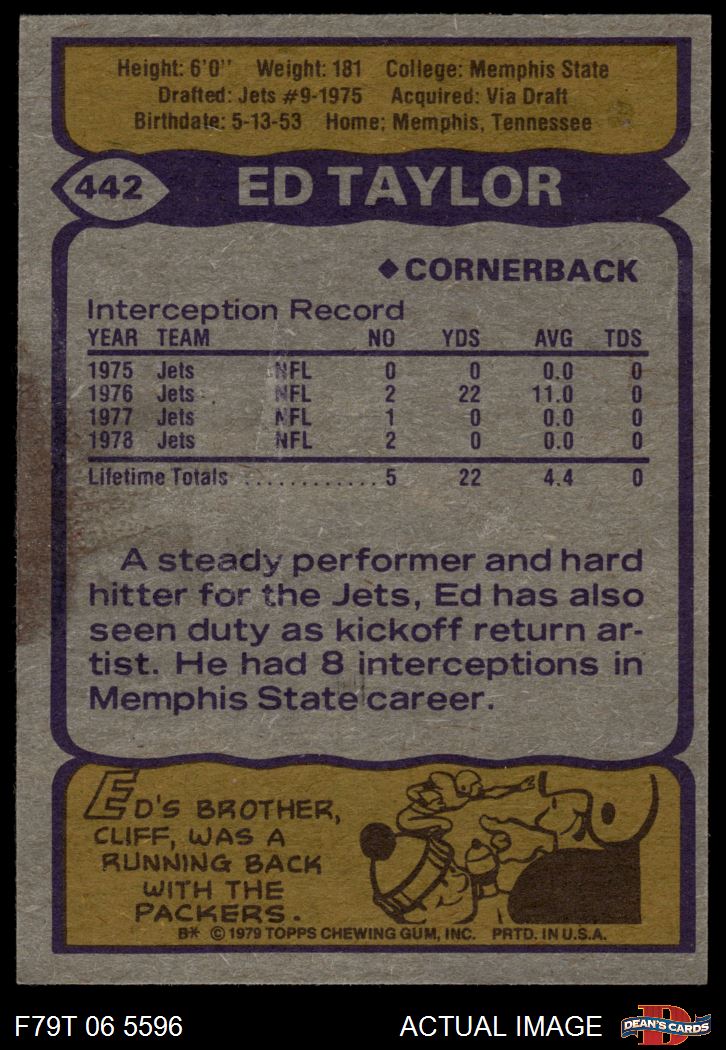 Height: 6'0" Weight: 181 College: Memphis State
Drafted: Jets #9-1975 Acquired: Via Draft
Birthdate: 5-13-53 Home: Memphis, Tennessee
442 ED TAYLOR
◆ CORNERBACK
Interception Record
YEAR TEAM NO YDS AVG TDS
1975 Jets NFL 0 0 0.0 0
1976 Jets NFL 2 22 11.0 0
1977 Jets NFL 1 0 0.0 0
1978 Jets NFL 2 0 0.0 0
Lifetime Totals ............ 5 22 4.4 0
A steady performer and hard
hitter for the Jets, Ed has also
seen duty as kickoff return ar-
tist. He had 8 interceptions in
Memphis State career.
ED'S BROTHER,
CLIFF, WAS A
RUNNING BACK
WITH THE
PACKERS.
B* © 1979 TOPPS CHEWING GUM, INC. PRTD. IN U.S.A.
F79T 06 5596 ACTUAL IMAGE
D
DEAN'S CARDS